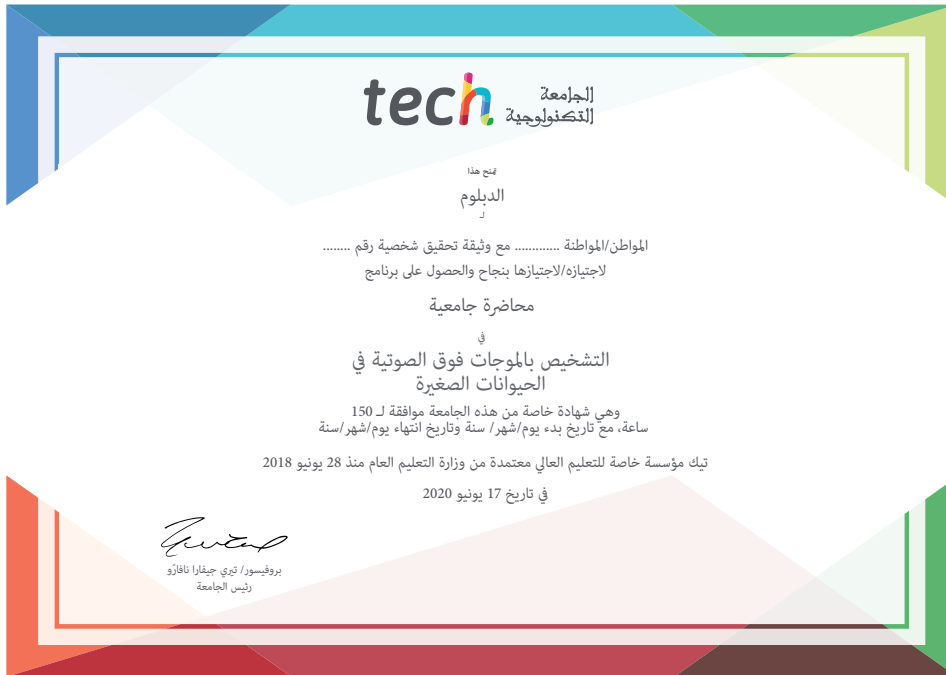 tech الجامعة
التكنولوجية
يمنح هذا
الدبلوم
لـ
المواطن/المواطنة ............ مع وثيقة تحقيق شخصية رقم ........
لاجتيازه/لاجتيازها بنجاح والحصول على برنامج
محاضرة جامعية
في
التشخيص بالموجات فوق الصوتية في
الحيوانات الصغيرة
وهي شهادة خاصة من هذه الجامعة موافقة لـ 150
ساعة، مع تاريخ بدء يوم/شهر/ سنة وتاريخ انتهاء يوم/شهر/سنة
تيك مؤسسة خاصة للتعليم العالي معتمدة من وزارة التعليم العام منذ 28 يونيو 2018
في تاريخ 17 يونيو 2020
بروفيسور/ تيري جيفارا نافارّو
رئيس الجامعة